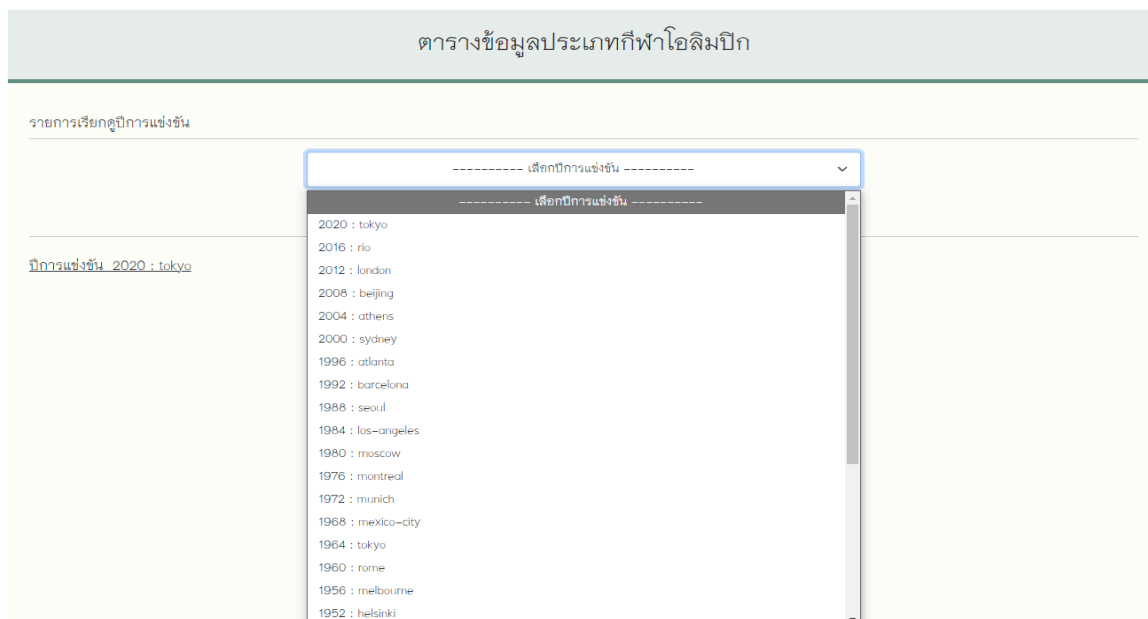 ตารางข้อมูลประเภทกีฬาโอลิมปิก
รายการเรียกดูปีการแข่งขัน
---------- เลือกปีการแข่งขัน ----------
---------- เลือกปีการแข่งขัน ----------
2020 : tokyo
2016 : rio
ปีการแข่งขัน 2020 : tokyo
2012 : london
2008 : beijing
2004 : athens
2000 : sydney
1996 : atlanta
1992 : barcelona
1988 : seoul
1984 : los-angeles
1980 : moscow
1976 : montreal
1972 : munich
1968 : mexico-city
1964 : tokyo
1960 : rome
1956 : melbourne
1952 : helsinki